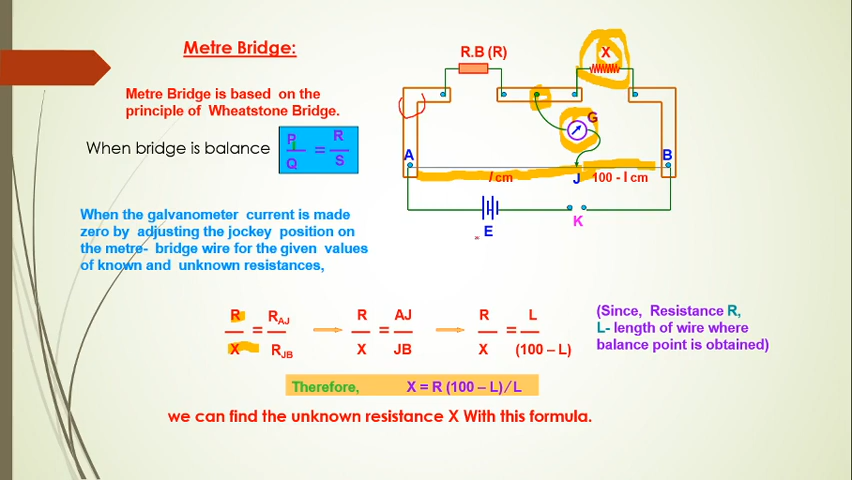 Metre Bridge:
Metre Bridge is based on the
principle of Wheatstone Bridge.
When bridge is balance
P/Q = R/S
R.B (R)
X
G
A
B
l cm
J
100 - l cm
E
K
When the galvanometer current is made
zero by adjusting the jockey position on
the metre- bridge wire for the given values
of known and unknown resistances,
R/X = RAJ/RJB
R/X = AJ/JB
R/X = L/(100 – L)
(Since, Resistance R,
L- length of wire where
balance point is obtained)
Therefore, X = R (100 – L)/L
we can find the unknown resistance X With this formula.